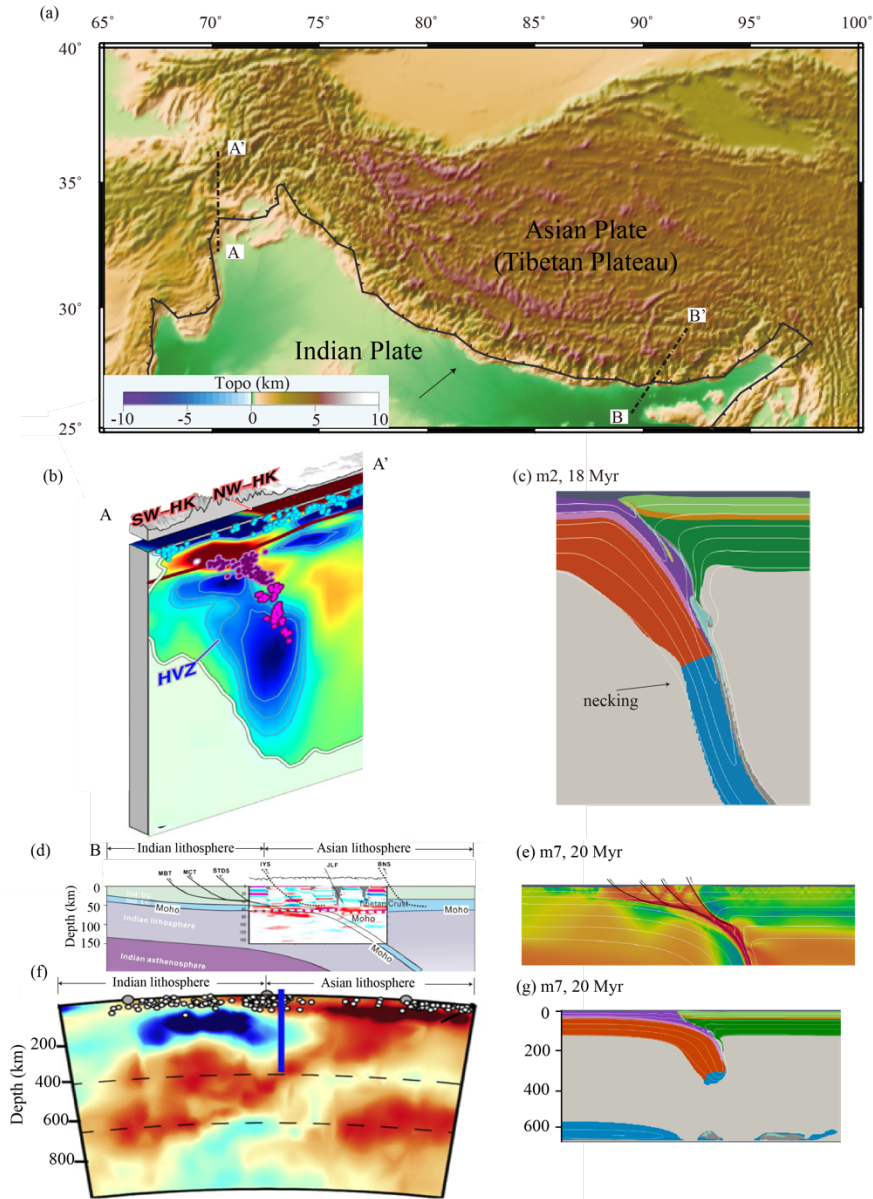 (a)
65° 70° 75° 80° 85° 90° 95° 100°
40°
35°
30°
25°
A'
A
Asian Plate
(Tibetan Plateau)
B'
Indian Plate
B
Topo (km)
-10 -5 0 5 10
(b)
A'
A
SW-HK NW-HK
HVZ
(c) m2, 18 Myr
necking
(d) B
Indian lithosphere Asian lithosphere
MBT MCT STDS IYS JLF BNS
Depth (km)
0
50
100
150
Moho
Tibetan Crust
Moho
Moho
Moho
Indian lithosphere
Indian asthenosphere
(e) m7, 20 Myr
(f)
Indian lithosphere Asian lithosphere
Depth (km)
200
400
600
800
(g) m7, 20 Myr
0
200
400
600